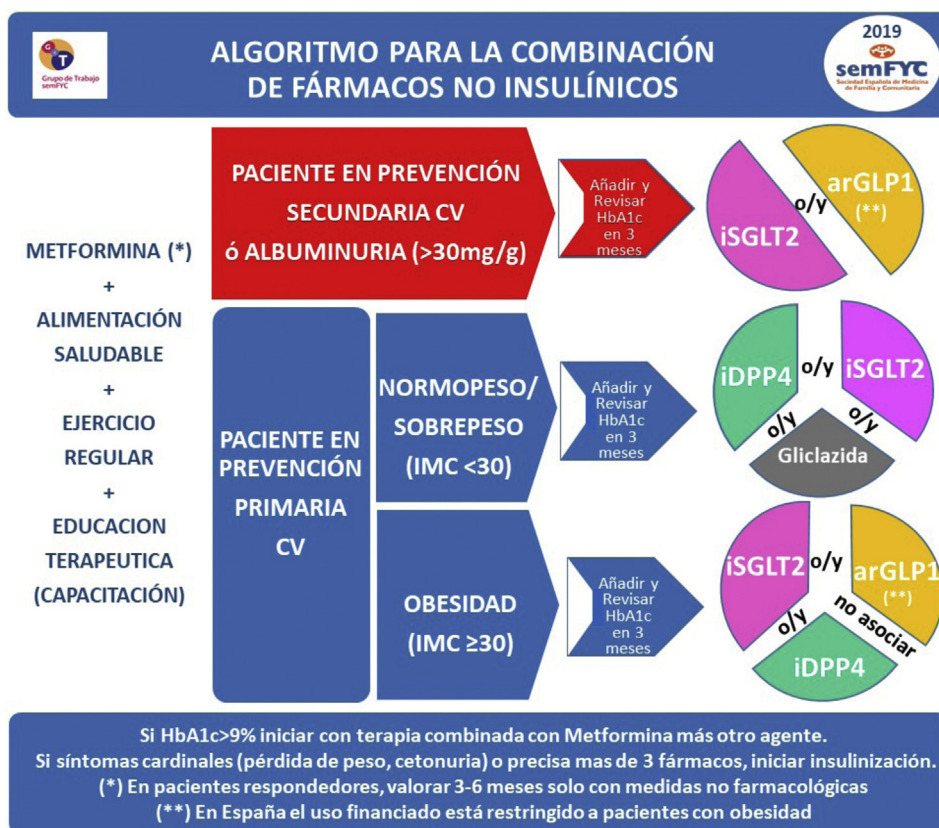 G
T
Grupo de Trabajo
semFYC
ALGORITMO PARA LA COMBINACIÓN
DE FÁRMACOS NO INSULÍNICOS
2019
semFYC
Sociedad Española de Medicina
de Familia y Comunitaria
METFORMINA (*)
+
ALIMENTACIÓN
SALUDABLE
+
EJERCICIO
REGULAR
+
EDUCACION
TERAPEUTICA
(CAPACITACIÓN)
PACIENTE EN PREVENCIÓN
SECUNDARIA CV
ó ALBUMINURIA (>30mg/g)
Añadir y
Revisar
HbA1c
en 3
meses
iSGLT2
o/y
arGLP1
(**)
PACIENTE EN
PREVENCIÓN
PRIMARIA
CV
NORMOPESO/
SOBREPESO
(IMC <30)
Añadir y
Revisar
HbA1c
en 3
meses
iDPP4
o/y
iSGLT2
o/y
o/y
Gliclazida
OBESIDAD
(IMC ≥30)
Añadir y
Revisar
HbA1c
en 3
meses
iSGLT2
o/y
arGLP1
(**)
o/y
no asociar
iDPP4
Si HbA1c>9% iniciar con terapia combinada con Metformina más otro agente.
Si síntomas cardinales (pérdida de peso, cetonuria) o precisa mas de 3 fármacos, iniciar insulinización.
(*) En pacientes respondedores, valorar 3-6 meses solo con medidas no farmacológicas
(**) En España el uso financiado está restringido a pacientes con obesidad